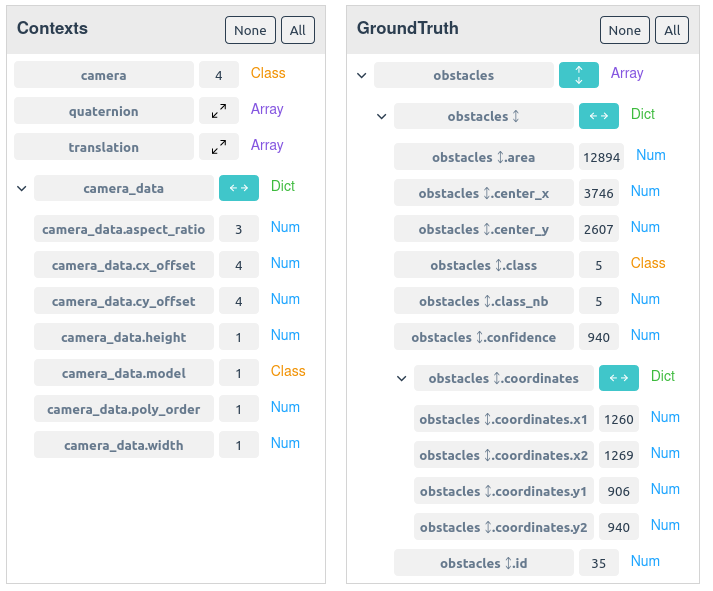 Contexts None All
camera 4 Class
quaternion Array
translation Array
camera_data Dict
camera_data.aspect_ratio 3 Num
camera_data.cx_offset 4 Num
camera_data.cy_offset 4 Num
camera_data.height 1 Num
camera_data.model 1 Class
camera_data.poly_order 1 Num
camera_data.width 1 Num
GroundTruth None All
obstacles Array
obstacles ↕ Dict
obstacles ↕.area 12894 Num
obstacles ↕.center_x 3746 Num
obstacles ↕.center_y 2607 Num
obstacles ↕.class 5 Class
obstacles ↕.class_nb 5 Num
obstacles ↕.confidence 940 Num
obstacles ↕.coordinates Dict
obstacles ↕.coordinates.x1 1260 Num
obstacles ↕.coordinates.x2 1269 Num
obstacles ↕.coordinates.y1 906 Num
obstacles ↕.coordinates.y2 940 Num
obstacles ↕.id 35 Num